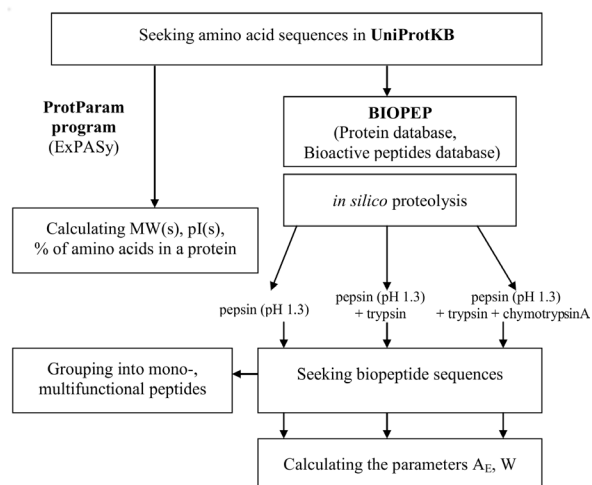 Seeking amino acid sequences in UniProtKB
ProtParam
program
(ExPASy)
BIOPEP
(Protein database,
Bioactive peptides database)
in silico proteolysis
Calculating MW(s), pI(s),
% of amino acids in a protein
pepsin (pH 1.3)
pepsin (pH 1.3)
+ trypsin
pepsin (pH 1.3)
+ trypsin + chymotrypsinA
Grouping into mono-,
multifunctional peptides
Seeking biopeptide sequences
Calculating the parameters AE, W